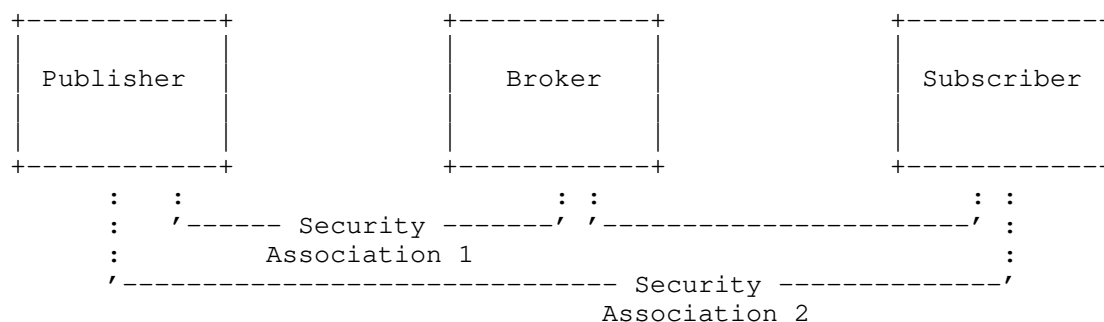 Publisher Broker Subscriber
Security
Association 1
Security
Association 2